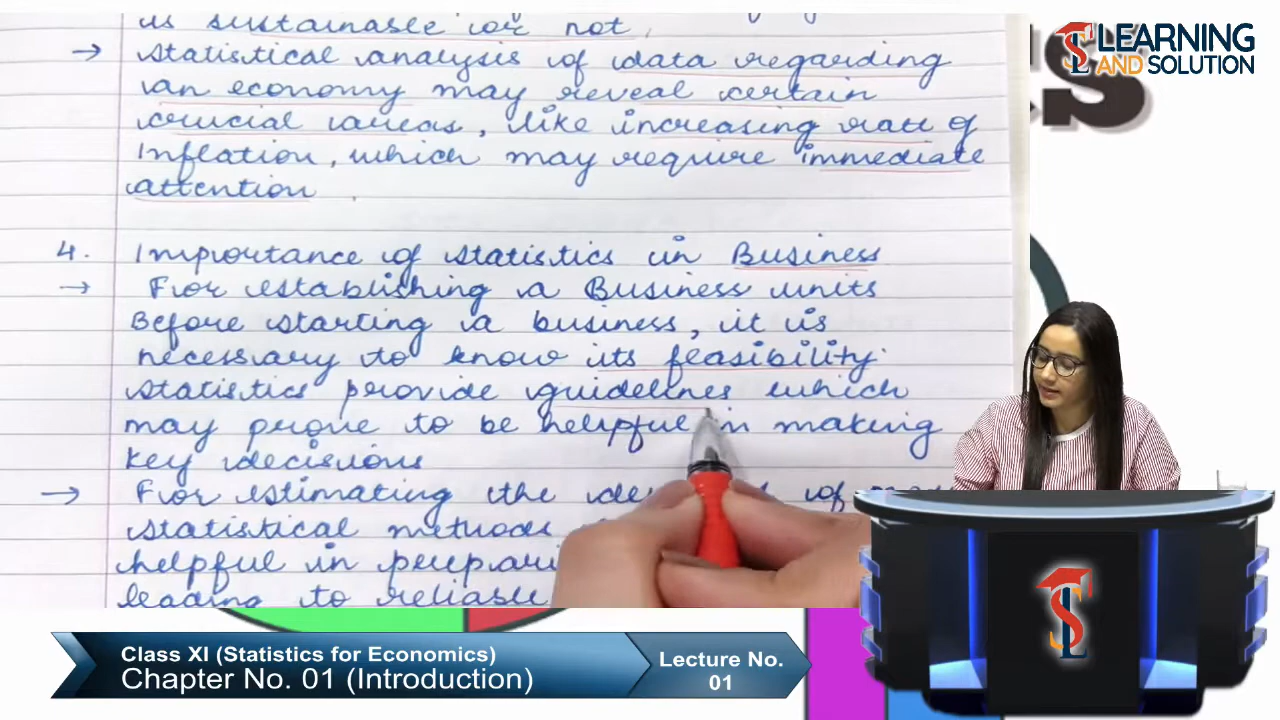 is sustainable or not.
→ Statistical analysis of data regarding
an economy may reveal certain
crucial areas, like increasing rate of
Inflation, which may require immediate
attention.
4. Importance of statistics in Business
→ For establishing a Business units
Before starting a business, it is
necessary to know its feasibility.
statistics provide guidelines which
may prove to be helpful in making
key decisions
→ For estimating the of
statistical methods
helpful in
leading to reliable
LEARNING
AND SOLUTION
CS
Class XI (Statistics for Economics)
Chapter No. 01 (Introduction)
Lecture No.
01